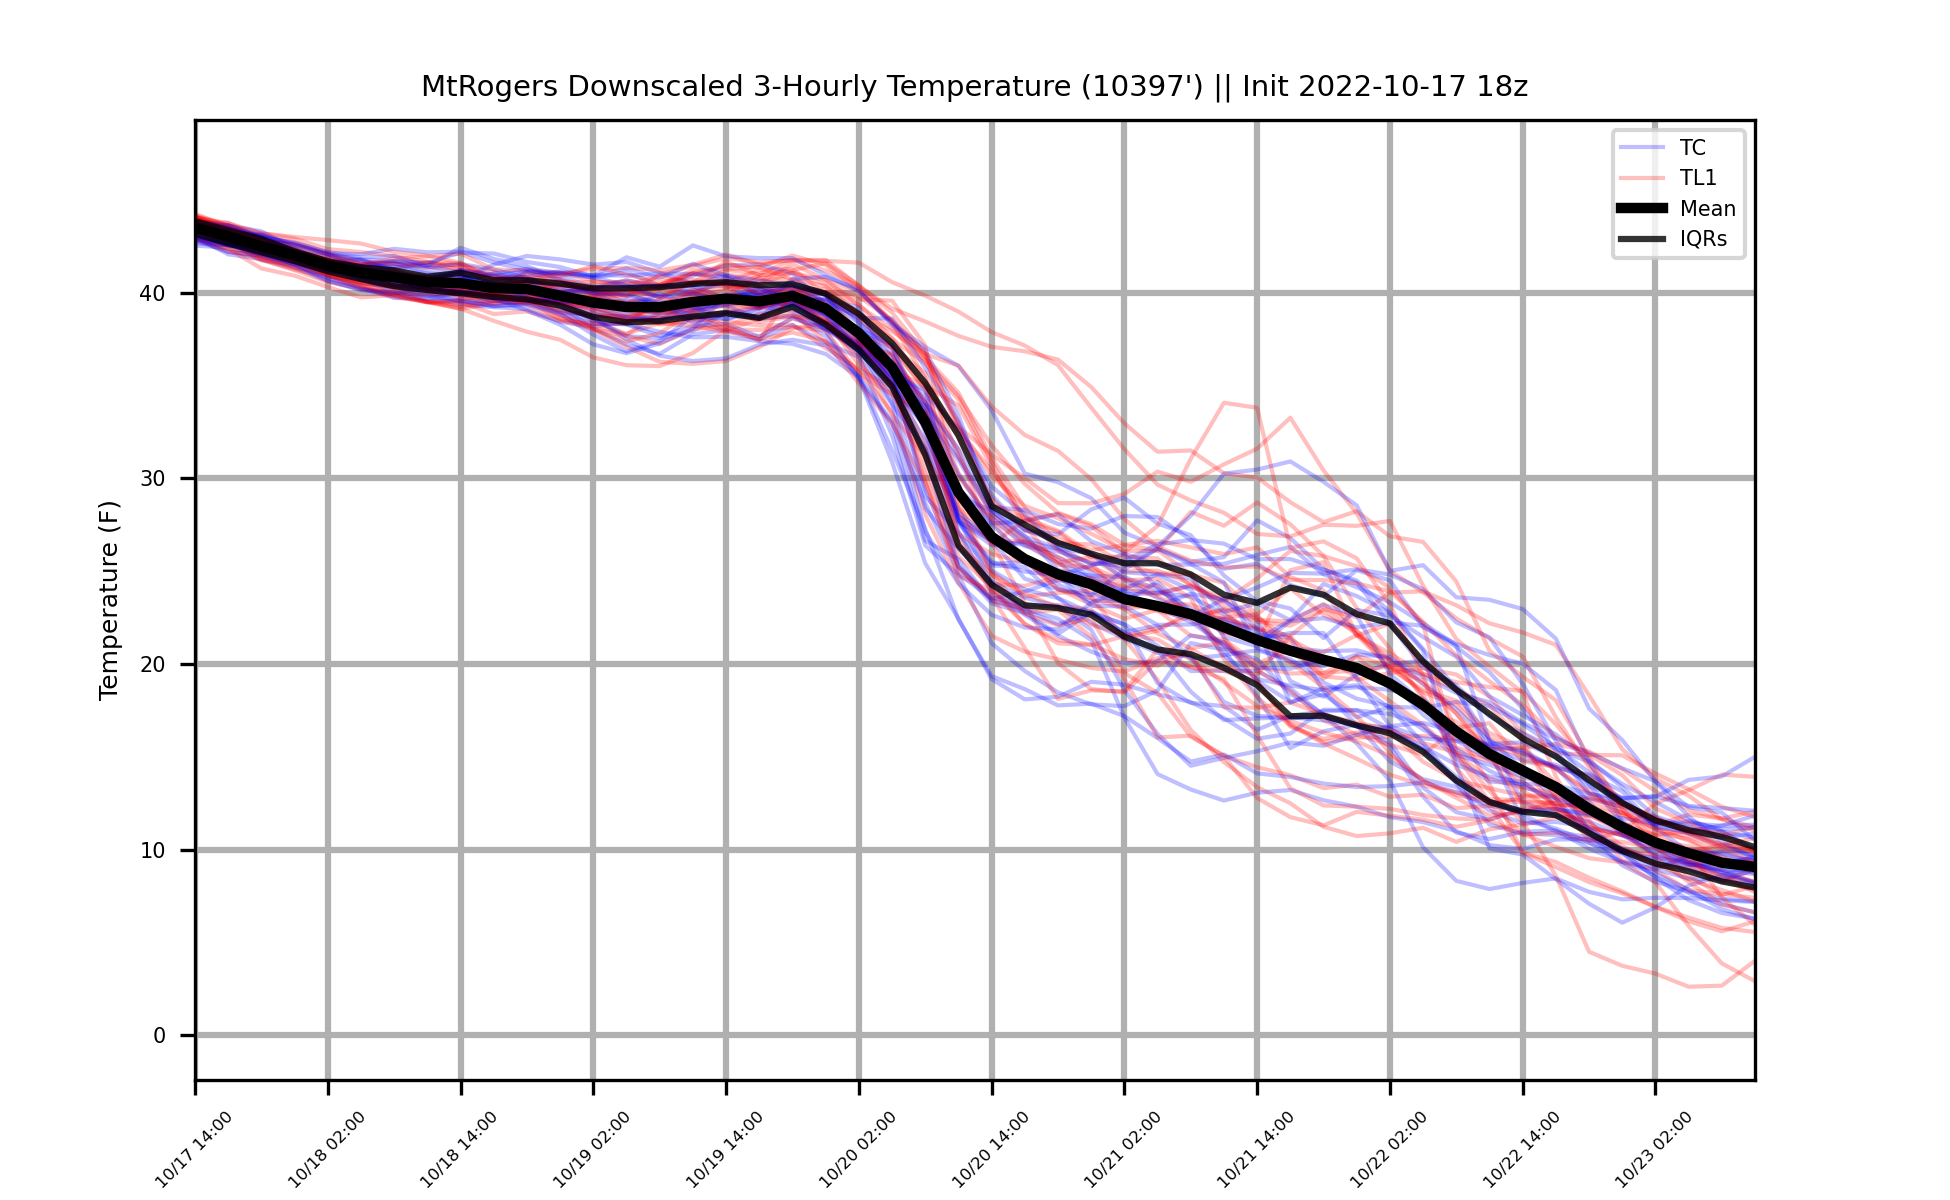 MtRogers Downscaled 3-Hourly Temperature (10397') || Init 2022-10-17 18z
TC
TL1
Mean
IQRs
Temperature (F)
40
30
20
10
0
10/17 14:00
10/18 02:00
10/18 14:00
10/19 02:00
10/19 14:00
10/20 02:00
10/20 14:00
10/21 02:00
10/21 14:00
10/22 02:00
10/22 14:00
10/23 02:00